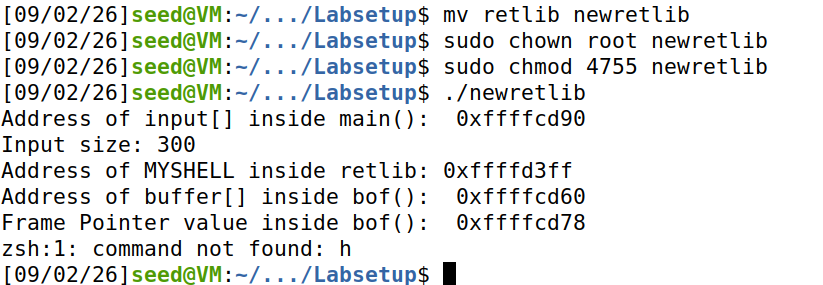 [09/02/26]seed@VM:~/.../Labsetup$ mv retlib newretlib
[09/02/26]seed@VM:~/.../Labsetup$ sudo chown root newretlib
[09/02/26]seed@VM:~/.../Labsetup$ sudo chmod 4755 newretlib
[09/02/26]seed@VM:~/.../Labsetup$ ./newretlib
Address of input[] inside main():  0xffffcd90
Input size: 300
Address of MYSHELL inside retlib: 0xffffd3ff
Address of buffer[] inside bof():  0xffffcd60
Frame Pointer value inside bof():  0xffffcd78
zsh:1: command not found: h
[09/02/26]seed@VM:~/.../Labsetup$